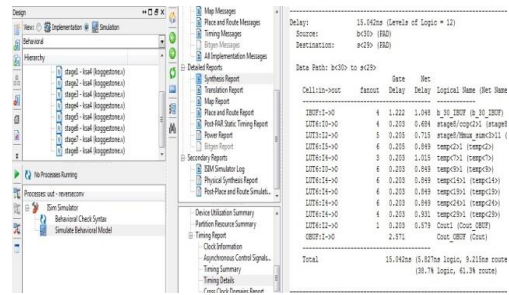 Design
View: Implementation Simulation
Behavioral
Hierarchy
stage1 - ksa4 (koggestone.v)
stage2 - ksa4 (koggestone.v)
stage3 - ksa4 (koggestone.v)
stage4 - ksa4 (koggestone.v)
stage5 - ksa4 (koggestone.v)
stage6 - ksa4 (koggestone.v)
stage7 - ksa4 (koggestone.v)
stage8 - ksa4 (koggestone.v)
No Processes Running
Processes: uut - reverseconv
ISim Simulator
Behavioral Check Syntax
Simulate Behavioral Model
Map Messages
Place and Route Messages
Timing Messages
Bitgen Messages
All Implementation Messages
Detailed Reports
Synthesis Report
Translation Report
Map Report
Place and Route Report
Post-PAR Static Timing Report
Power Report
Bitgen Report
Secondary Reports
ISIM Simulator Log
Physical Synthesis Report
Post-Place and Route Simulati...
Device Utilization Summary
Partition Resource Summary
Timing Report
Clock Information
Asynchronous Control Signals...
Timing Summary
Timing Details
Cross Clock Domains Report
Delay: 15.042ns (Levels of Logic = 12)
Source: b<30> (PAD)
Destination: s<29> (PAD)
Data Path: b<30> to s<29>
Gate Net
Cell:in->out fanout Delay Delay Logical Name (Net Name
IBUF:I->O 4 1.222 1.048 b_30_IBUF (b_30_IBUF)
LUT6:I0->O 4 0.203 0.684
LUT3:I2->O 5 0.205 0.715
LUT5:I0->O 6 0.203 0.849 temp<2>1 (temp<2>)
LUT6:I4->O 3 0.203 1.015 temp<7>1 (temp<7>)
LUT6:I4->O 6 0.203 0.849 temp<9>1 (temp<9>)
LUT6:I4->O 6 0.203 0.849 temp<14>1 (temp<14>)
LUT6:I4->O 6 0.203 0.849 temp<19>1 (temp<19>)
LUT6:I4->O 6 0.203 0.849 temp<24>1 (temp<24>)
LUT6:I4->O 4 0.203 0.931 temp<29>1 (temp<29>)
LUT6:I2->O 1 0.203 0.579 Cout1 (Cout_OBUF)
OBUF:I->O 2.571 Cout_OBUF (Cout)
Total 15.042ns (5.827ns logic, 9.215ns route
(38.7% logic, 61.3% route)